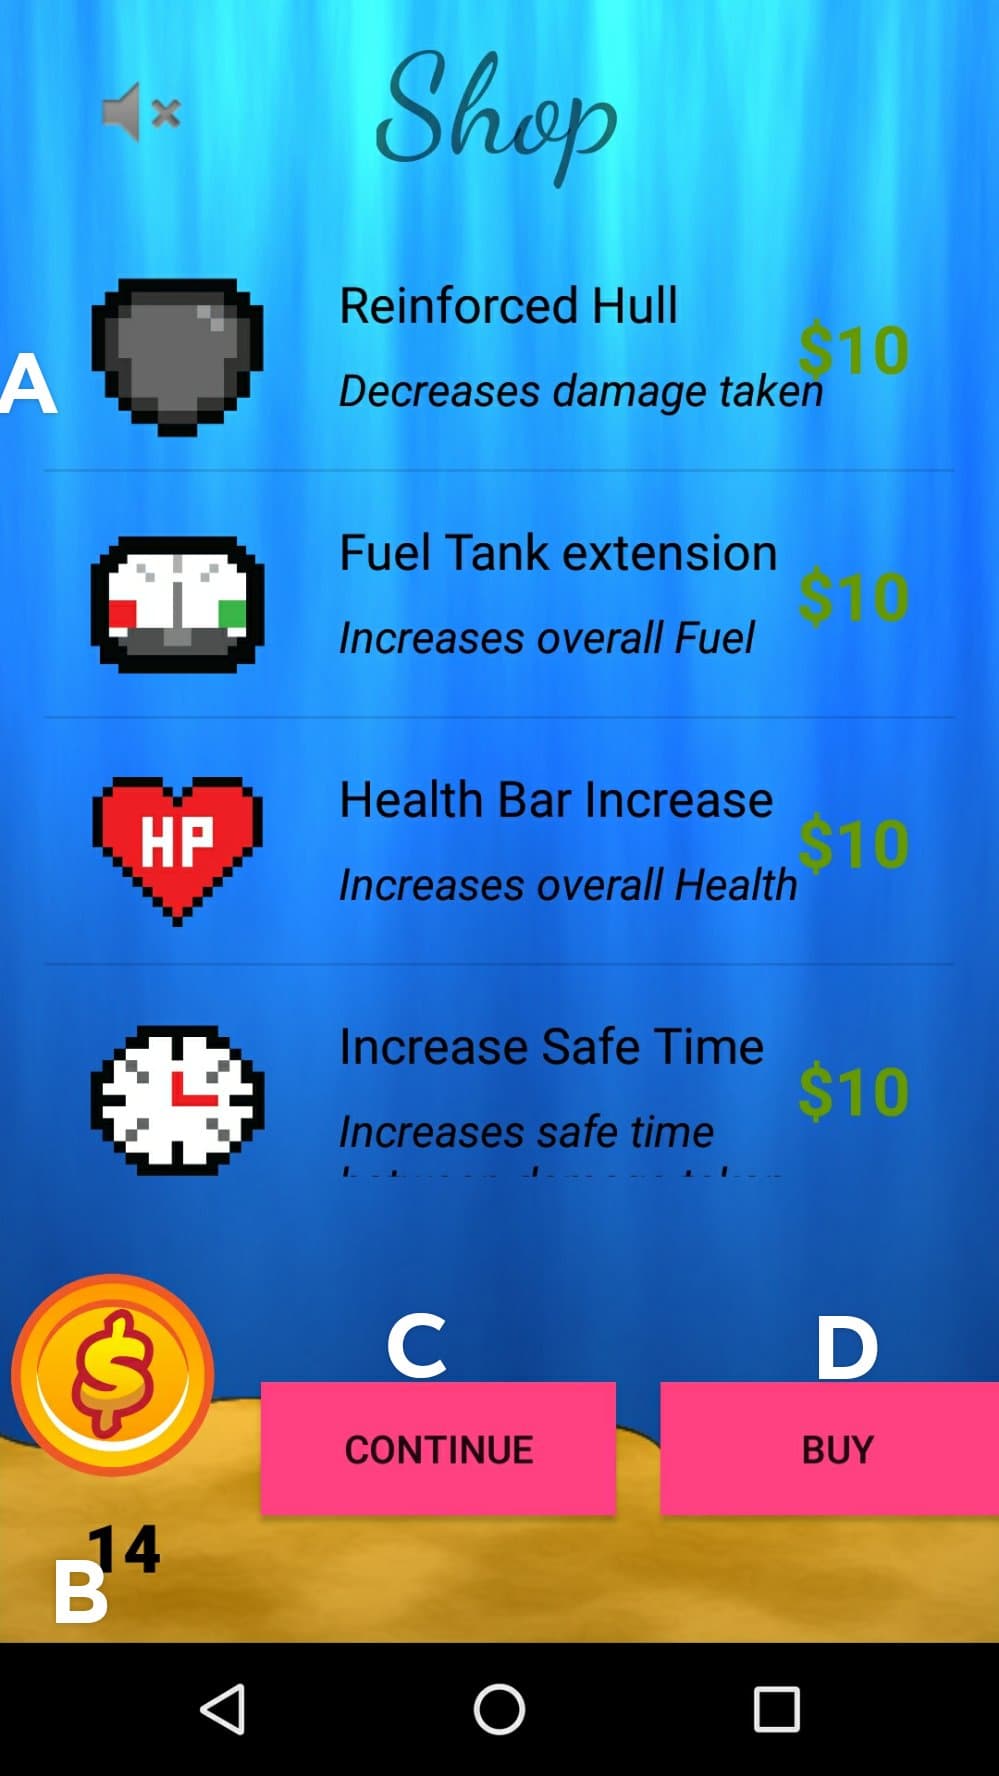 Shop
Reinforced Hull
$10
Decreases damage taken
A
Fuel Tank extension
$10
Increases overall Fuel
HP
Health Bar Increase
$10
Increases overall Health
Increase Safe Time
$10
Increases safe time
$
C
D
CONTINUE
BUY
14
B